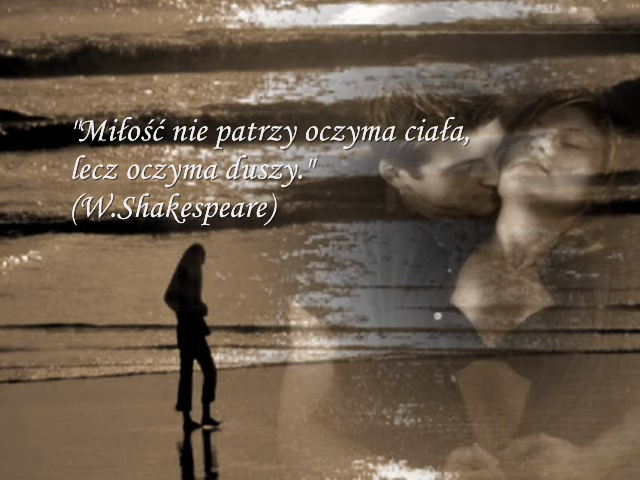 "Miłość nie patrzy oczyma ciała,
lecz oczyma duszy."
(W.Shakespeare)